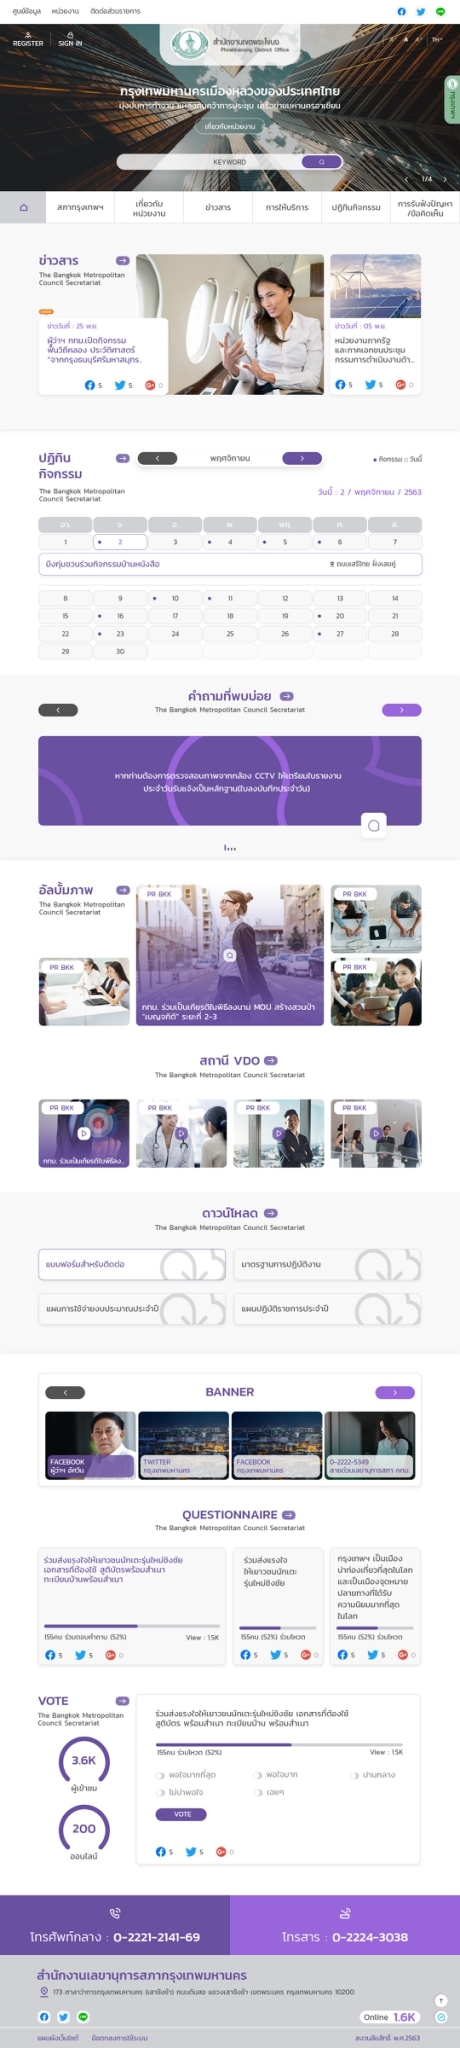 ศูนย์ข้อมูล หน่วยงาน ติดต่อส่วนราชการ
REGISTER SIGN IN
สำนักงานเขตพระโขนง
Phrakhanong District Office
A- A A+ TH
กรุงเทพฯ
กรุงเทพมหานครเมืองหลวงของประเทศไทย
เกี่ยวกับหน่วยงาน
KEYWORD
1/4
สภากรุงเทพฯ
เกี่ยวกับ
หน่วยงาน
ข่าวสาร
การให้บริการ
ปฏิทินกิจกรรม
การรับฟังปัญหา
/ข้อคิดเห็น
ข่าวสาร
The Bangkok Metropolitan
Council Secretariat
ข่าววันที่ : 25 พ.ย.
ผู้ว่าฯ กทม.เปิดกิจกรรม
ฟื้นวิถีคลอง ประวัติศาสตร์
"จากกรุงธนบุรีศรีมหาสมุทร..
5 5 0
ข่าววันที่ : 05 พ.ย.
หน่วยงานภาครัฐ
และภาคเอกชนประชุม
กรรมการดำเนินงานด้า..
5 5 0
ปฏิทิน
กิจกรรม
The Bangkok Metropolitan
Council Secretariat
พฤศจิกายน
กิจกรรม วันนี้
วันนี้ : 2 / พฤศจิกายน / 2563
อา. จ. อ. พ. พฤ. ศ. ส.
1 2 3 4 5 6 7
บึงกุ่มชวนร่วมกิจกรรมบ้านหนังสือ
ถนนเสรีไทย ฝั่งเลขคู่
8 9 10 11 12 13 14
15 16 17 18 19 20 21
22 23 24 25 26 27 28
29 30
คำถามที่พบบ่อย
The Bangkok Metropolitan Council Secretariat
หากท่านต้องการตรวจสอบภาพจากกล้อง CCTV ให้เตรียมใบรายงาน
ประจำวันรับแจ้งเป็นหลักฐาน(ใบลงบันทึกประจำวัน)
อัลบั้มภาพ
The Bangkok Metropolitan
Council Secretariat
PR BKK
PR BKK
กทม. ร่วมเป็นเกียรติในพิธีลงนาม MOU สร้างสวนป่า
"เบญจกิติ" ระยะที่ 2-3
PR BKK
PR BKK
สถานี VDO
The Bangkok Metropolitan Council Secretariat
PR BKK
กทม. ร่วมเป็นเกียรติในพิธีลง..
PR BKK
PR BKK
PR BKK
ดาวน์โหลด
The Bangkok Metropolitan Council Secretariat
แบบฟอร์มสำหรับติดต่อ
มาตรฐานการปฏิบัติงาน
แผนการใช้จ่ายงบประมาณประจำปี
แผนปฏิบัติราชการประจำปี
BANNER
FACEBOOK
ผู้ว่าฯ อัศวิน
TWITTER
กรุงเทพมหานคร
FACEBOOK
กรุงเทพมหานคร
0-2222-5349
สายด่วนเลขานุการสภา กทม.
QUESTIONNAIRE
The Bangkok Metropolitan Council Secretariat
ร่วมส่งแรงใจให้เยาวชนนักเตะรุ่นใหม่ชิงชัย
เอกสารที่ต้องใช้ สูติบัตรพร้อมสำเนา
ทะเบียนบ้านพร้อมสำเนา
155คน ร่วมตอบคำถาม (52%) View : 1.5K
5 5 0
ร่วมส่งแรงใจ
ให้เยาวชนนักเตะ
รุ่นใหม่ชิงชัย
155คน (52%) ร่วมโหวต
5 5 0
กรุงเทพฯ เป็นเมือง
น่าท่องเที่ยวที่สุดในโลก
และเป็นเมืองจุดหมาย
ปลายทางที่ได้รับ
ความนิยมมากที่สุด
ในโลก
155คน (52%) ร่วมโหวต
5 5 0
VOTE
The Bangkok Metropolitan
Council Secretariat
3.6K
ผู้เข้าชม
200
ออนไลน์
ร่วมส่งแรงใจให้เยาวชนนักเตะรุ่นใหม่ชิงชัย เอกสารที่ต้องใช้
สูติบัตร พร้อมสำเนา ทะเบียนบ้าน พร้อมสำเนา
155คน ร่วมโหวต (52%) View : 1.5K
พอใจมากที่สุด พอใจมาก ปานกลาง
ไม่น่าพอใจ เฉยๆ
VOTE
5 5 0
โทรศัพท์กลาง : 0-2221-2141-69
โทรสาร : 0-2224-3038
สำนักงานเลขานุการสภากรุงเทพมหานคร
173 ศาลาว่าการกรุงเทพมหานคร (เสาชิงช้า) ถนนดินสอ แขวงเสาชิงช้า เขตพระนคร กรุงเทพมหานคร 10200
Online 1.6K
แผนผังเว็บไซต์ ข้อตกลงการใช้ระบบ
สงวนลิขสิทธิ์ พ.ศ.2563